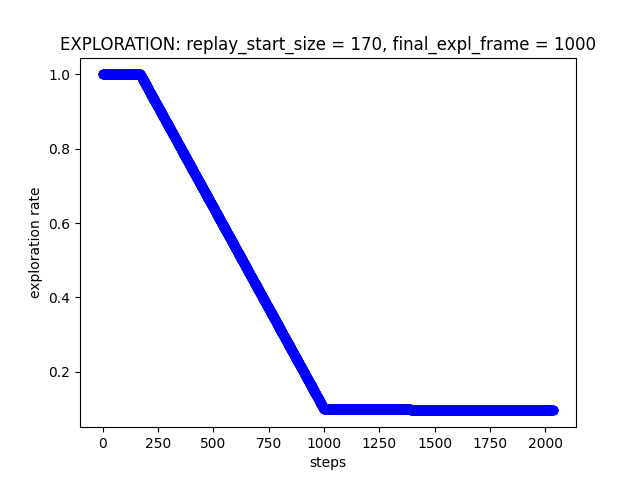 EXPLORATION: replay_start_size = 170, final_expl_frame = 1000
1.0
0.8
0.6
0.4
0.2
exploration rate
0 250 500 750 1000 1250 1500 1750 2000
steps